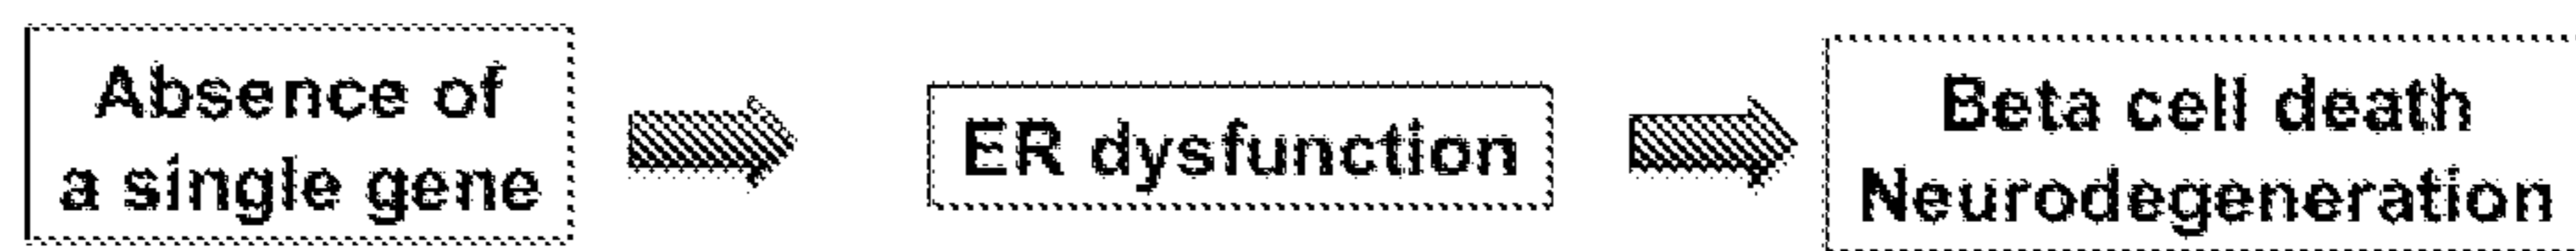 Absence of
a single gene
ER dysfunction
Beta cell death
Neurodegeneration